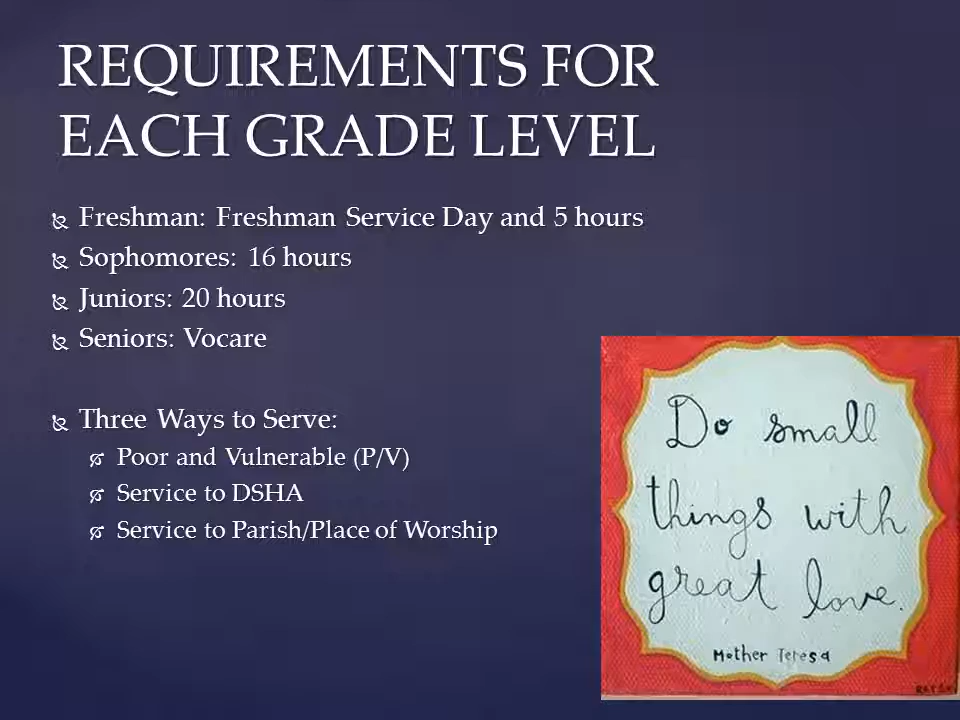 REQUIREMENTS FOR
EACH GRADE LEVEL
Freshman: Freshman Service Day and 5 hours
Sophomores: 16 hours
Juniors: 20 hours
Seniors: Vocare
Three Ways to Serve:
Poor and Vulnerable (P/V)
Service to DSHA
Service to Parish/Place of Worship
Do small
things with
great love.
Mother Teresa